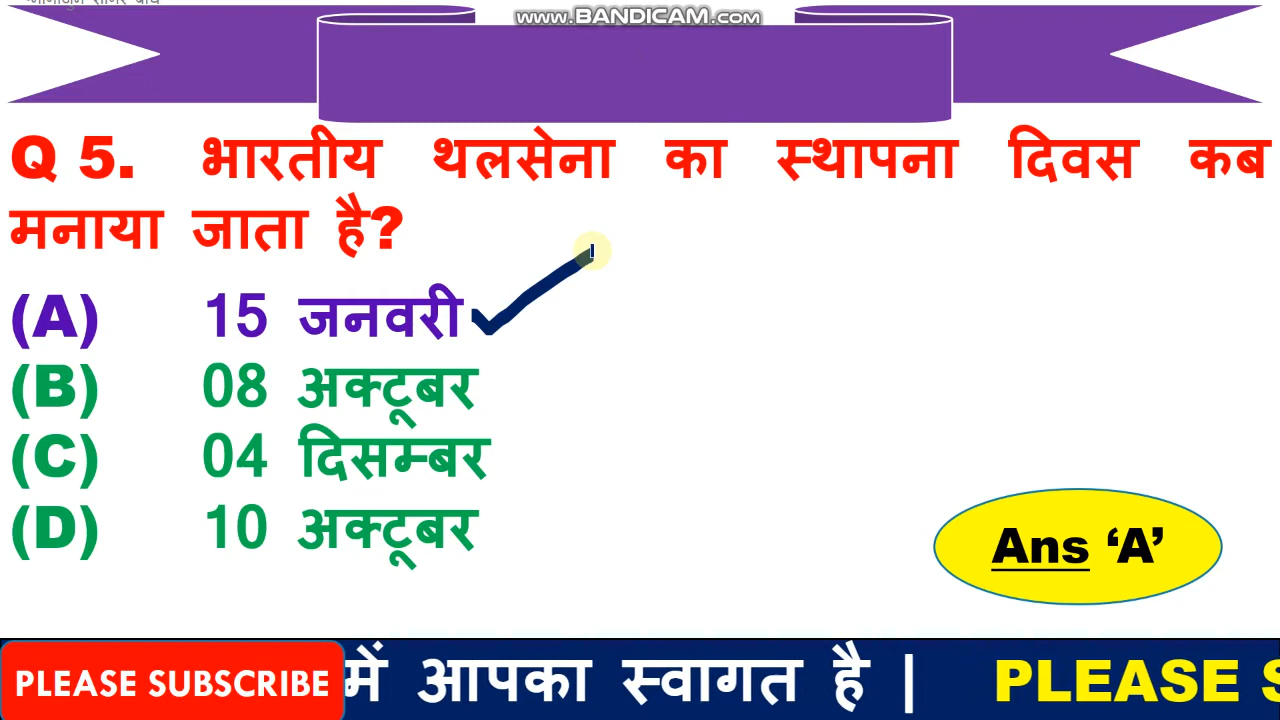 www.BANDICAM.com
Q 5. भारतीय थलसेना का स्थापना दिवस कब
मनाया जाता है?
(A) 15 जनवरी
(B) 08 अक्टूबर
(C) 04 दिसम्बर
(D) 10 अक्टूबर
Ans ‘A’
PLEASE SUBSCRIBE में आपका स्वागत है | PLEASE S